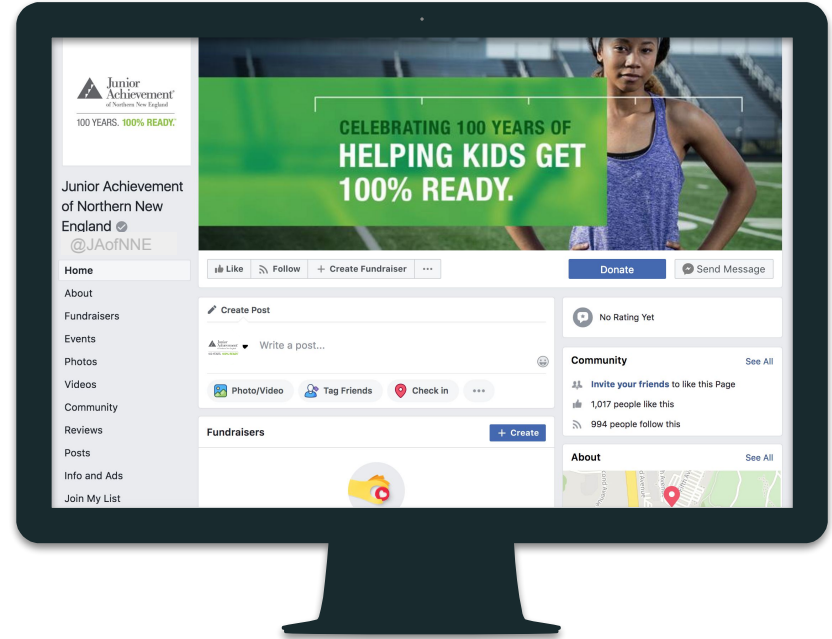 Junior
Achievement
of Northern New England
100 YEARS. 100% READY.
Junior Achievement
of Northern New
England
@JAofNNE
Home
About
Fundraisers
Events
Photos
Videos
Community
Reviews
Posts
Info and Ads
Join My List
CELEBRATING 100 YEARS OF
HELPING KIDS GET
100% READY.
Like Follow + Create Fundraiser ...
Donate Send Message
Create Post
Junior
Achievement
Write a post...
Photo/Video Tag Friends Check in ...
Fundraisers + Create
No Rating Yet
Community See All
Invite your friends to like this Page
1,017 people like this
994 people follow this
About See All